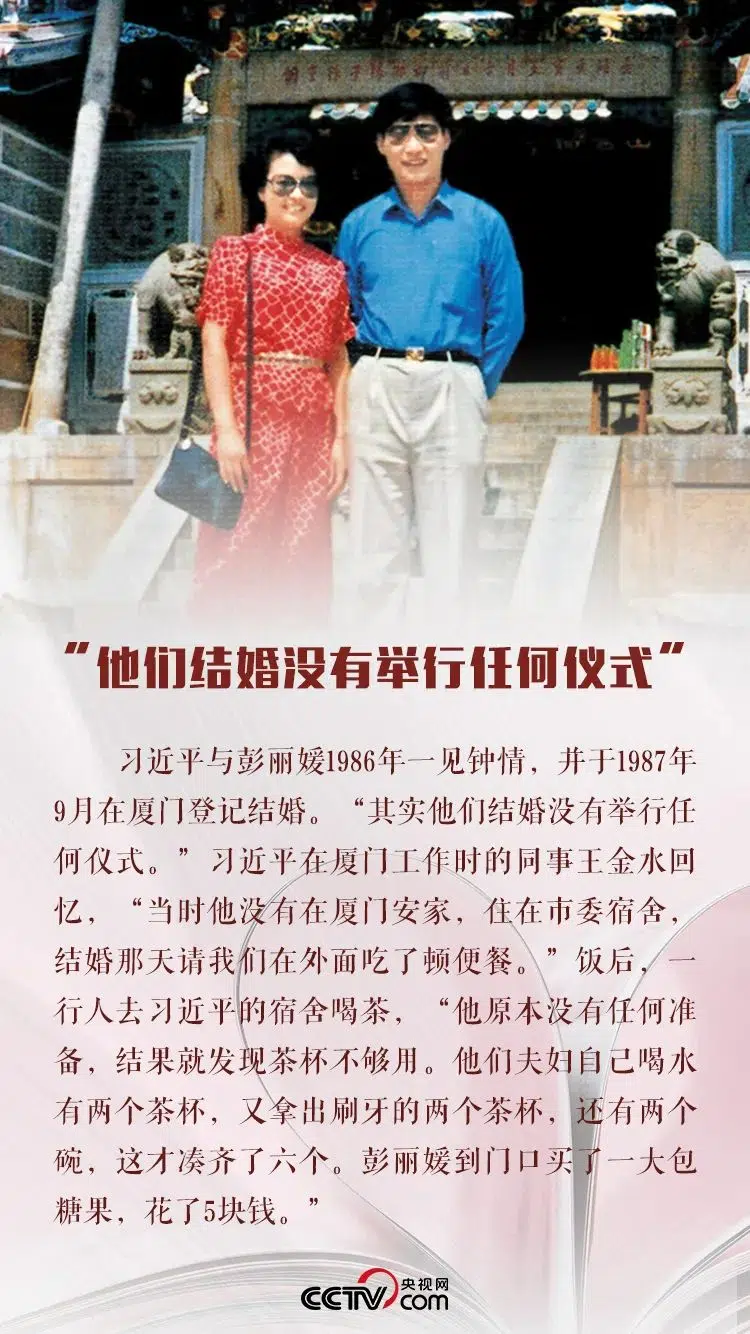 “他们结婚没有举行任何仪式”
习近平与彭丽媛1986年一见钟情，并于1987年
9月在厦门登记结婚。“其实他们结婚没有举行任
何仪式。”习近平在厦门工作时的同事王金水回
忆，“当时他没有在厦门安家，住在市委宿舍，
结婚那天请我们在外面吃了顿便餐。”饭后，一
行人去习近平的宿舍喝茶，“他原本没有任何准
备，结果就发现茶杯不够用。他们夫妇自己喝水
有两个茶杯，又拿出刷牙的两个茶杯，还有两个
碗，这才凑齐了六个。彭丽媛到门口买了一大包
糖果，花了5块钱。”
CCTV 央视网
com